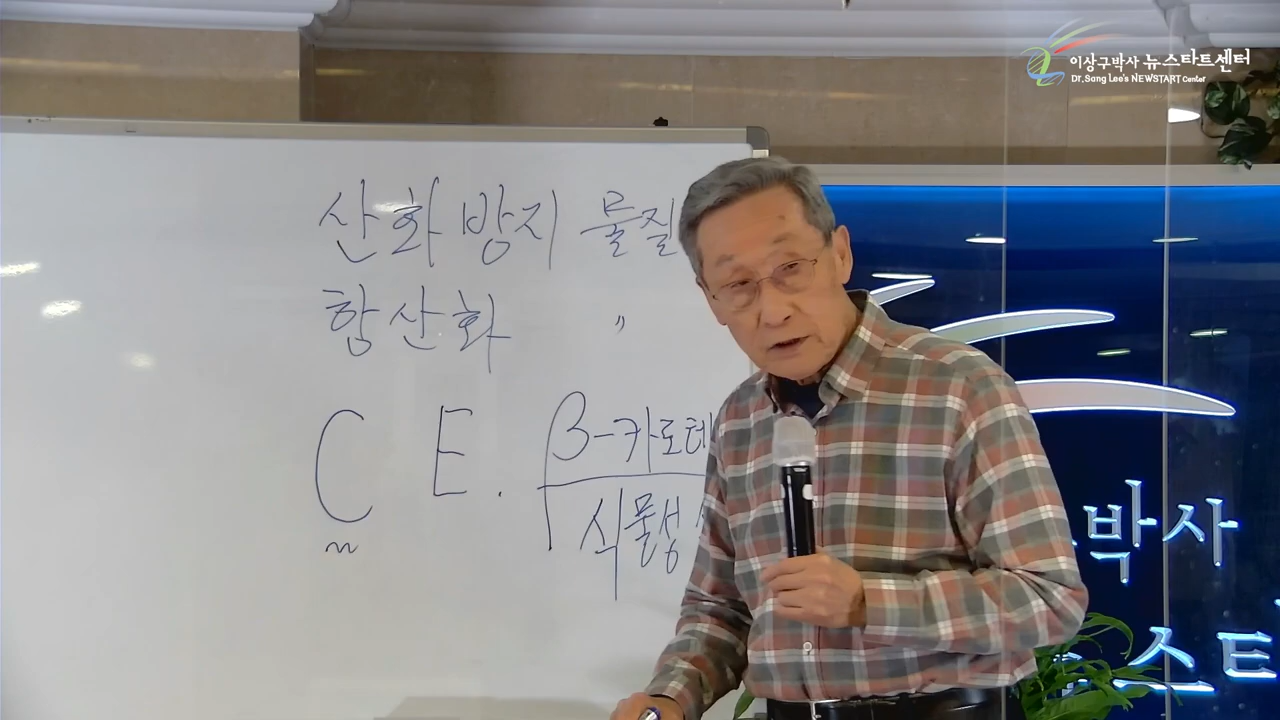 이상구박사 뉴스타트센터
Dr. Sang Lee's NEWSTART Center
산화 방지 물질
항산화 〃
C E. β-카로테
식물성
박사
스트